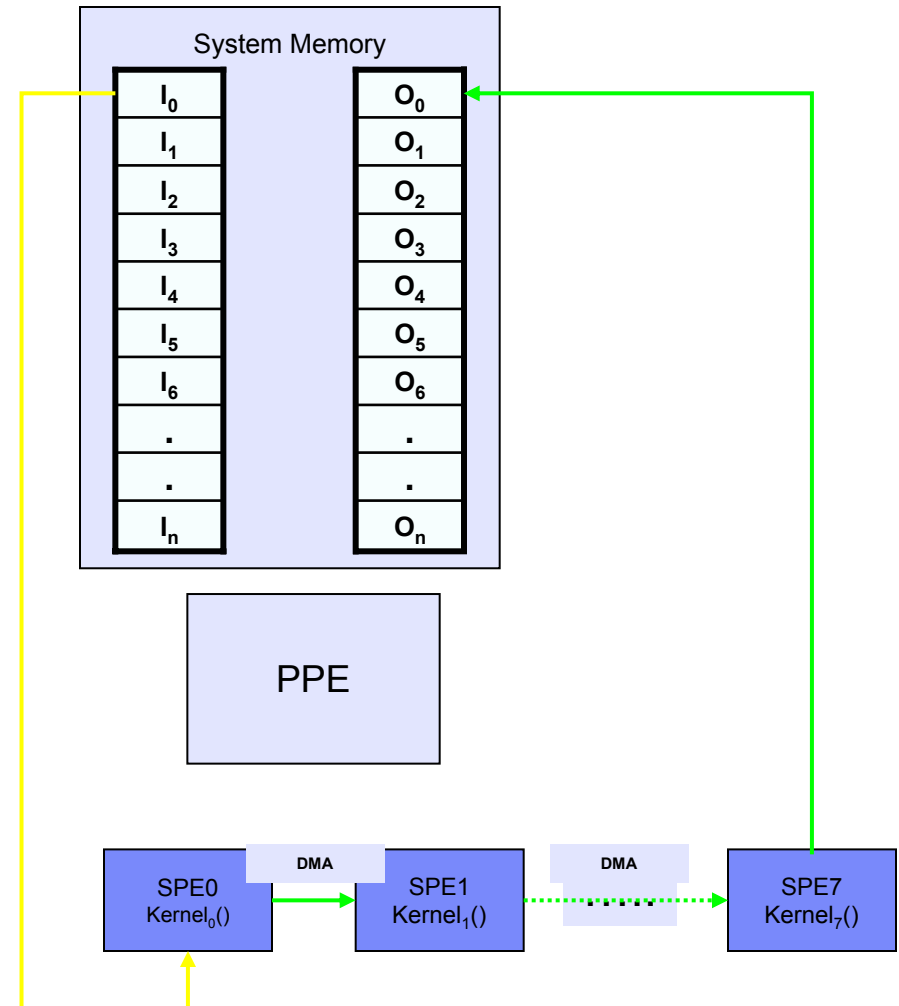 System Memory
I₀ O₀
I₁ O₁
I₂ O₂
I₃ O₃
I₄ O₄
I₅ O₅
I₆ O₆
. .
. .
Iₙ Oₙ
PPE
DMA DMA
SPE0 SPE1 ..... SPE7
Kernel₀() Kernel₁() Kernel₇()